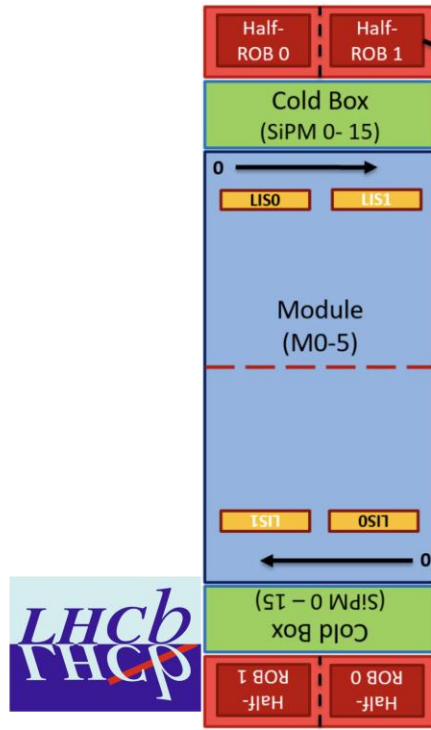 Half-
ROB 0
Half-
ROB 1
Cold Box
(SiPM 0- 15)
0
LIS0
LIS1
Module
(M0-5)
LIS1
LIS0
0
(SiPM 0 – 15)
Cold Box
LHCb
LHCb
Half-
ROB 1
Half-
ROB 0